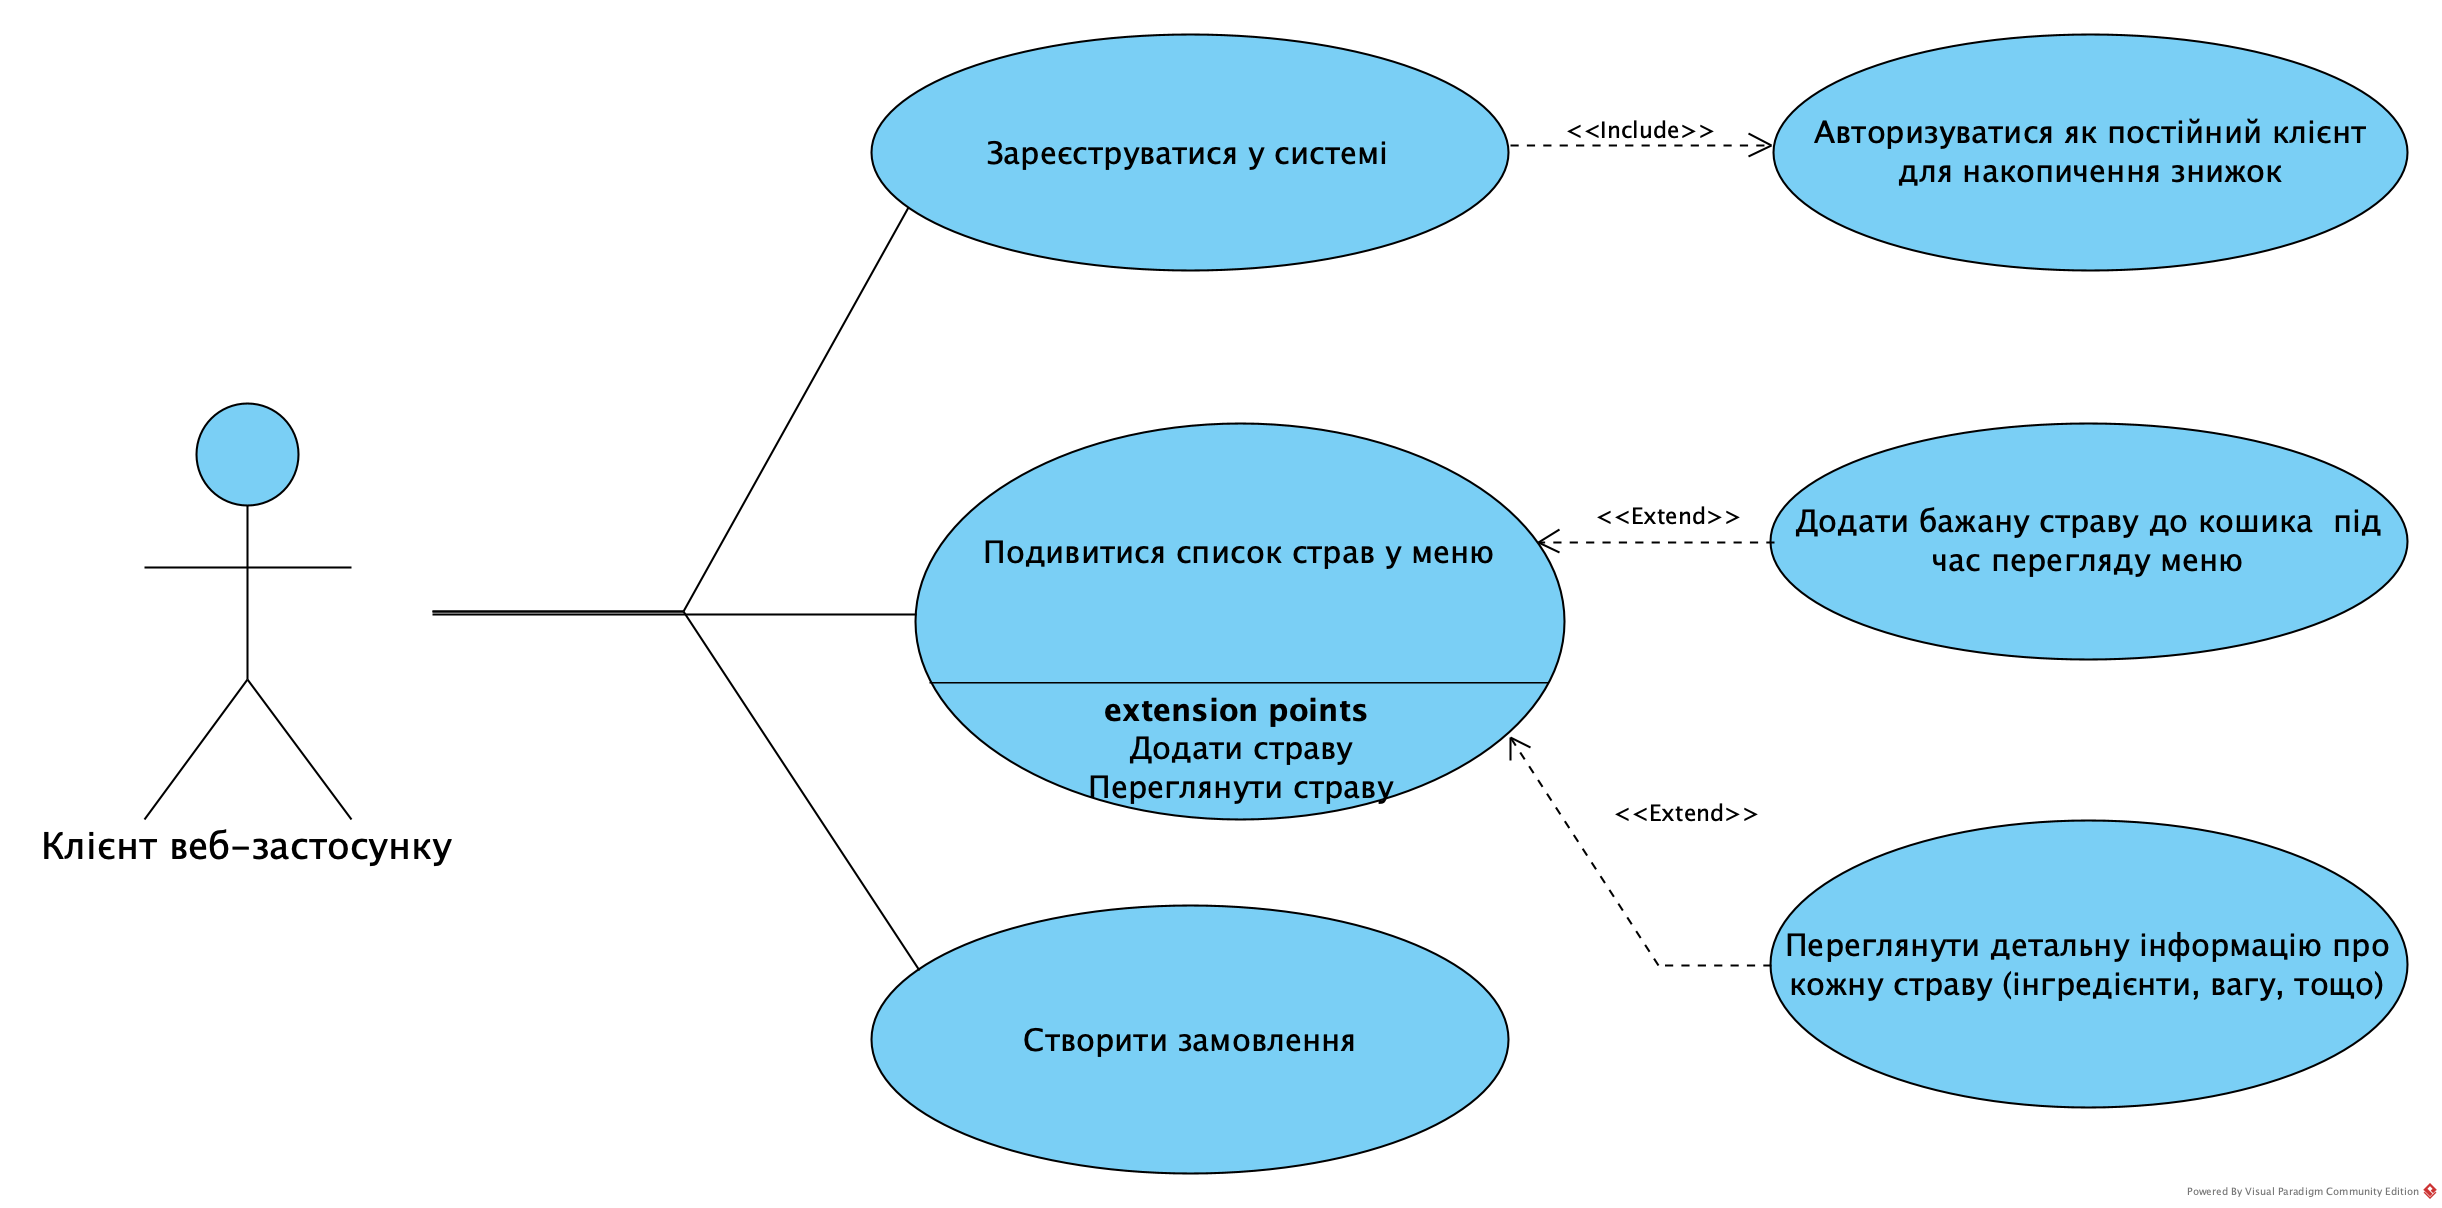 Зареєструватися у системі
<<Include>>
Авторизуватися як постійний клієнт
для накопичення знижок
Клієнт веб-застосунку
Подивитися список страв у меню
extension points
Додати страву
Переглянути страву
<<Extend>>
Додати бажану страву до кошика  під
час перегляду меню
<<Extend>>
Переглянути детальну інформацію про
кожну страву (інгредієнти, вагу, тощо)
Створити замовлення
Powered By Visual Paradigm Community Edition